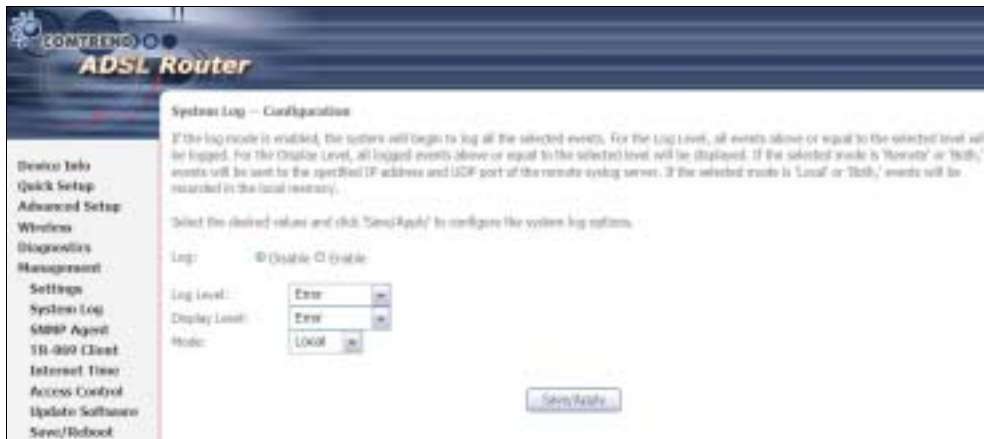 COMTREND
ADSL Router
System Log -- Configuration
If the log mode is enabled, the system will begin to log all the selected events. For the Log Level, all events above or equal to the selected level wil
be logged. For the Display Level, all logged events above or equal to the selected level will be displayed. If the selected mode is 'Remote' or 'Both,'
events will be sent to the specified IP address and UDP port of the remote syslog server. If the selected mode is 'Local' or 'Both,' events will be
recorded in the local memory.
Select the desired values and click 'Save/Apply' to configure the system log options.
Log: Disable Enable
Log Level: Error
Display Level: Error
Mode: Local
Save/Apply
Device Info
Quick Setup
Advanced Setup
Wireless
Diagnostics
Management
Settings
System Log
SNMP Agent
TR-069 Client
Internet Time
Access Control
Update Software
Save/Reboot